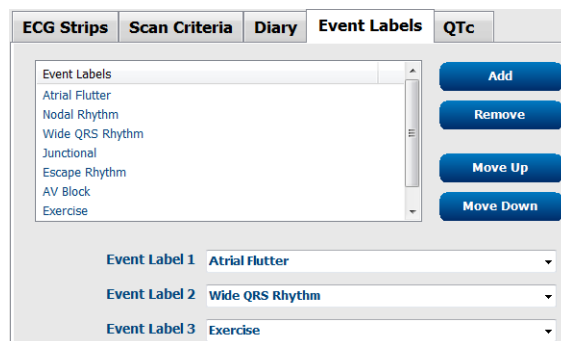 ECG Strips Scan Criteria Diary Event Labels QTc
Event Labels
Atrial Flutter
Nodal Rhythm
Wide QRS Rhythm
Junctional
Escape Rhythm
AV Block
Exercise
Add
Remove
Move Up
Move Down
Event Label 1 Atrial Flutter
Event Label 2 Wide QRS Rhythm
Event Label 3 Exercise